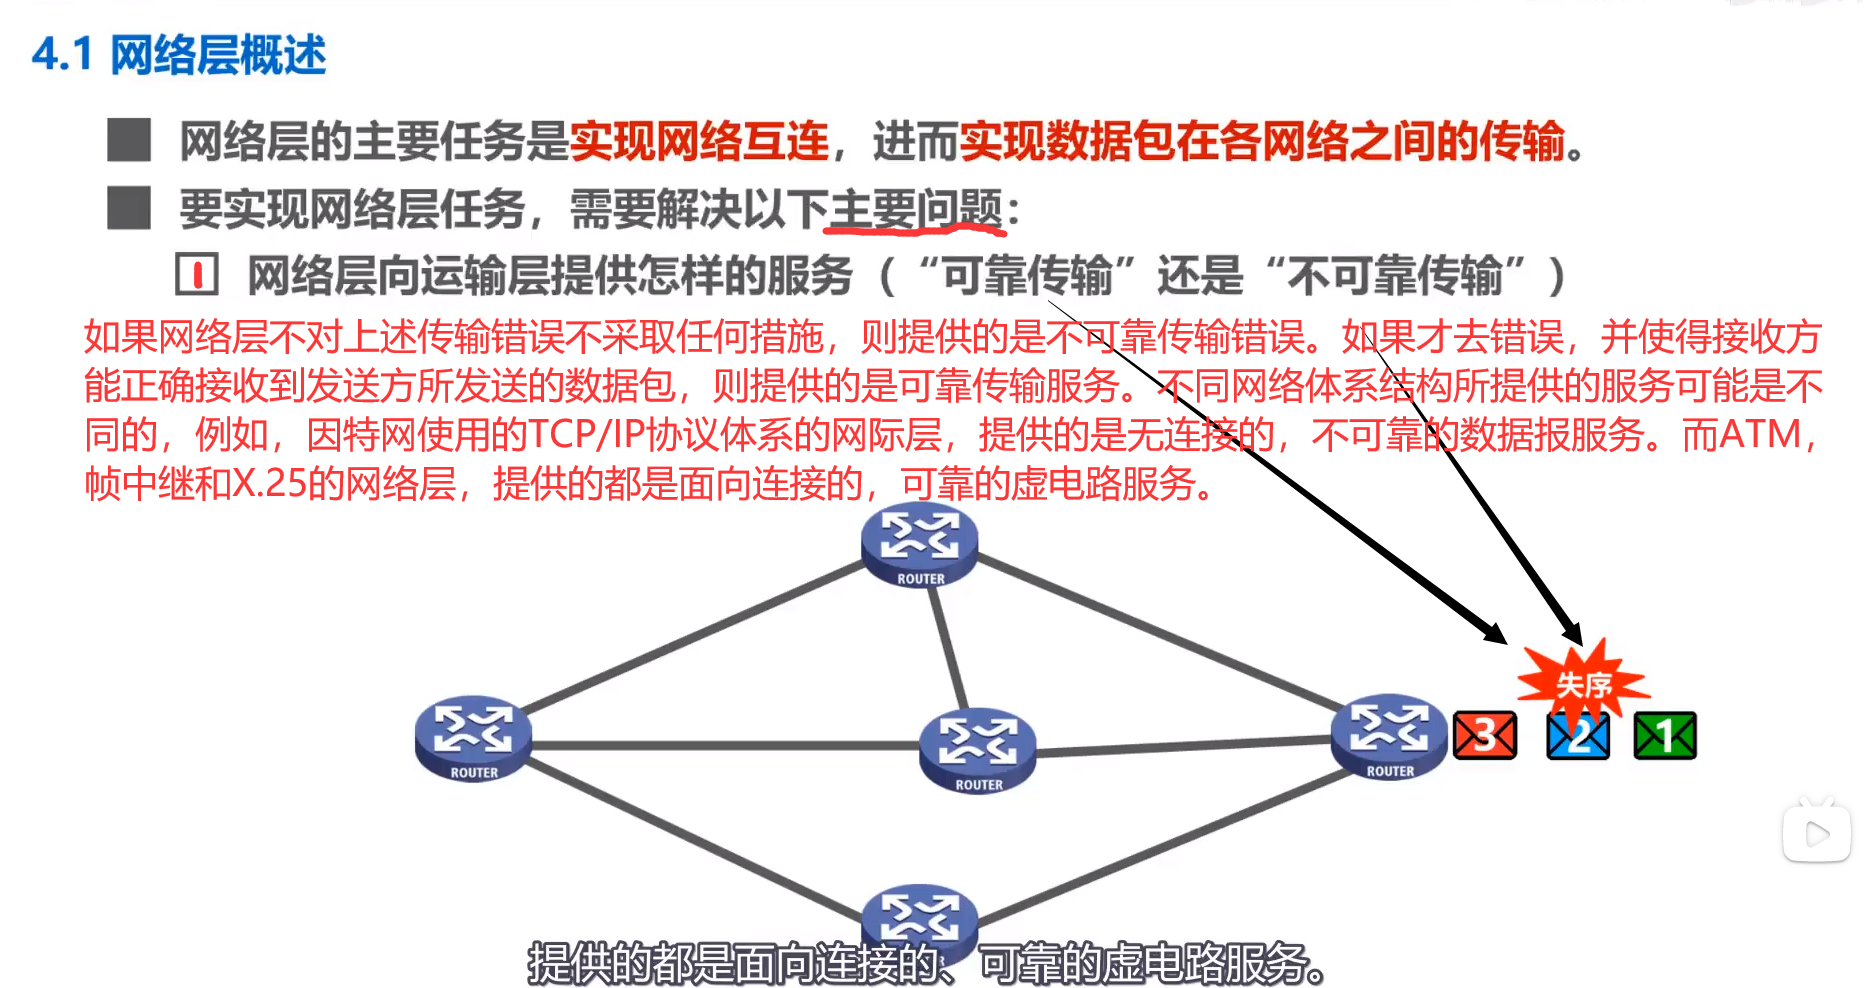 4.1 网络层概述
网络层的主要任务是实现网络互连，进而实现数据包在各网络之间的传输。
要实现网络层任务，需要解决以下主要问题：
1 网络层向运输层提供怎样的服务（“可靠传输”还是“不可靠传输”）
如果网络层不对上述传输错误不采取任何措施，则提供的是不可靠传输错误。如果才去错误，并使得接收方
能正确接收到发送方所发送的数据包，则提供的是可靠传输服务。不同网络体系结构所提供的服务可能是不
同的，例如，因特网使用的TCP/IP协议体系的网际层，提供的是无连接的，不可靠的数据报服务。而ATM，
帧中继和X.25的网络层，提供的都是面向连接的，可靠的虚电路服务。
ROUTER
失序
ROUTER
ROUTER
ROUTER
3
2
1
R
提供的都是面向连接的、可靠的虚电路服务。